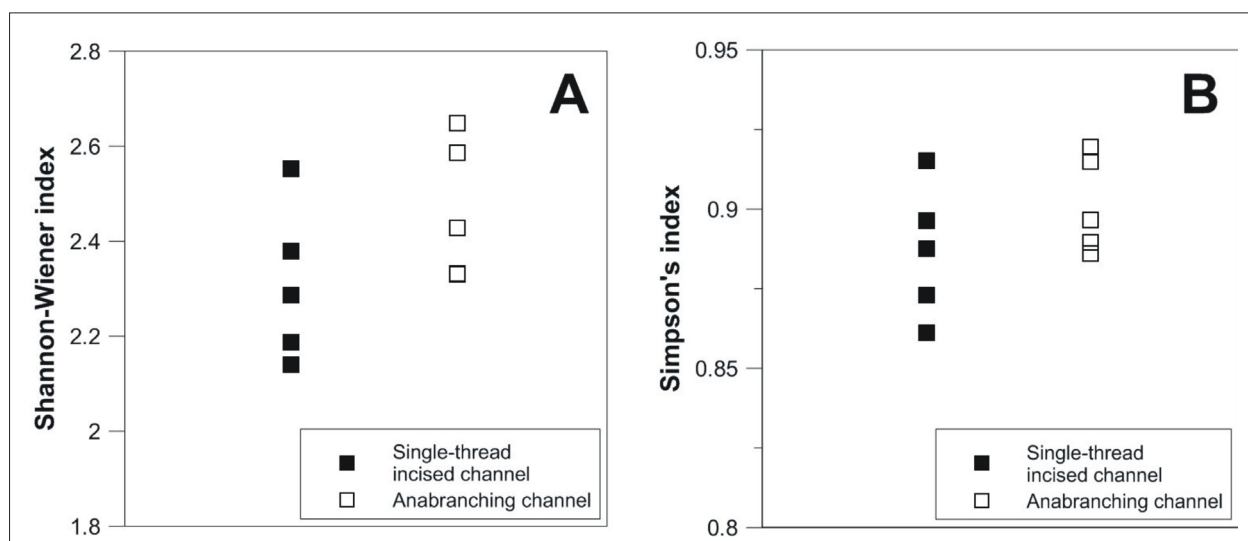 A
Shannon-Wiener index
2.8
2.6
2.4
2.2
2
1.8
Single-thread
incised channel
Anabranching channel
B
Simpson's index
0.95
0.9
0.85
0.8
Single-thread
incised channel
Anabranching channel